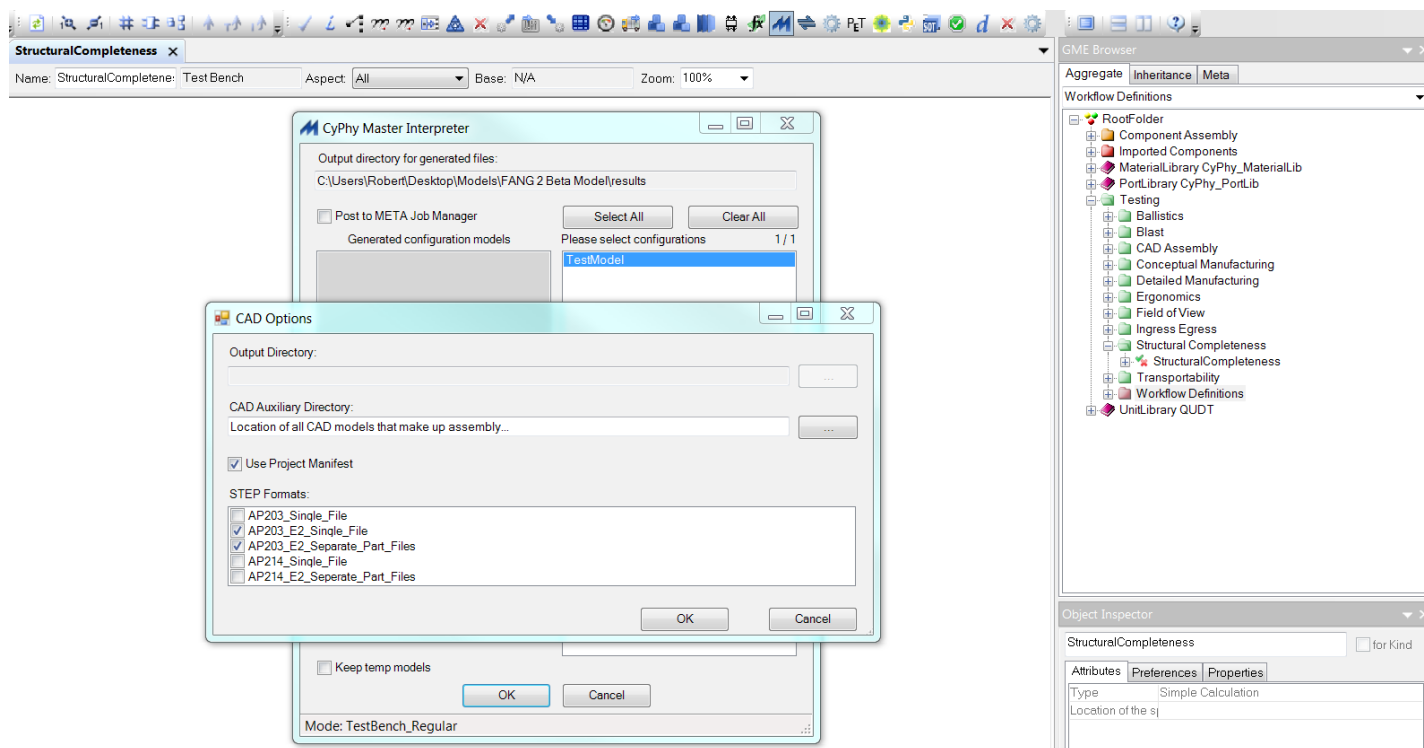 PET
SOT
d
StructuralCompleteness x
Name: StructuralCompletene: Test Bench Aspect: All Base: N/A Zoom: 100%
CyPhy Master Interpreter
Output directory for generated files:
C:\Users\Robert\Desktop\Models\FANG 2 Beta Model\results
Post to META Job Manager
Select All
Clear All
Generated configuration models
Please select configurations 1 / 1
TestModel
CAD Options
Output Directory:
...
CAD Auxiliary Directory:
Location of all CAD models that make up assembly...
...
Use Project Manifest
STEP Formats:
AP203_Single_File
AP203_E2_Single_File
AP203_E2_Separate_Part_Files
AP214_Single_File
AP214_E2_Seperate_Part_Files
OK
Cancel
Keep temp models
OK
Cancel
Mode: TestBench_Regular
GME Browser
Aggregate Inheritance Meta
Workflow Definitions
RootFolder
Component Assembly
Imported Components
MaterialLibrary CyPhy_MaterialLib
PortLibrary CyPhy_PortLib
Testing
Ballistics
Blast
CAD Assembly
Conceptual Manufacturing
Detailed Manufacturing
Ergonomics
Field of View
Ingress Egress
Structural Completeness
StructuralCompleteness
Transportability
Workflow Definitions
UnitLibrary QUDT
Object Inspector
StructuralCompleteness
for Kind
Attributes Preferences Properties
Type Simple Calculation
Location of the s